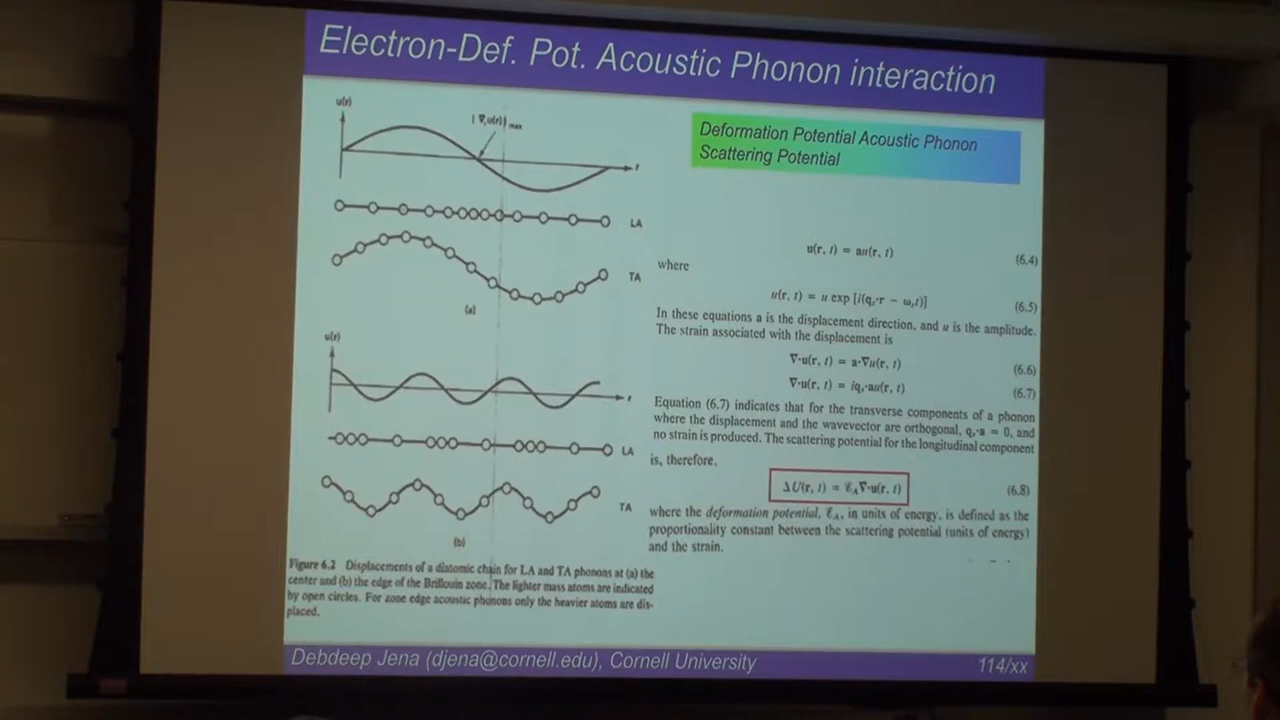 Electron-Def. Pot. Acoustic Phonon interaction
u(r)
|∇ᵣu(r)|max
r
LA
TA
(a)
u(r)
r
LA
TA
(b)
Figure 6.2 Displacements of a diatomic chain for LA and TA phonons at (a) the
center and (b) the edge of the Brillouin zone. The lighter mass atoms are indicated
by open circles. For zone edge acoustic phonons only the heavier atoms are dis-
placed.
Deformation Potential Acoustic Phonon
Scattering Potential
u(r, t) = au(r, t) (6.4)
where
u(r, t) = u exp [i(qₛ·r − ωₛt)] (6.5)
In these equations a is the displacement direction, and u is the amplitude.
The strain associated with the displacement is
∇·u(r, t) = a·∇u(r, t) (6.6)
∇·u(r, t) = iqₛ·au(r, t) (6.7)
Equation (6.7) indicates that for the transverse components of a phonon
where the displacement and the wavevector are orthogonal, qₛ·a = 0, and
no strain is produced. The scattering potential for the longitudinal component
is, therefore,
ΔU(r, t) = ℰA∇·u(r, t) (6.8)
where the deformation potential, ℰA, in units of energy, is defined as the
proportionality constant between the scattering potential (units of energy)
and the strain.
Debdeep Jena (djena@cornell.edu), Cornell University
114/xx